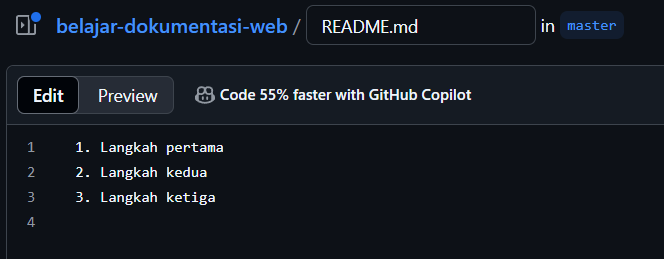 belajar-dokumentasi-web / README.md in master
Edit Preview Code 55% faster with GitHub Copilot
1 1. Langkah pertama
2 2. Langkah kedua
3 3. Langkah ketiga
4